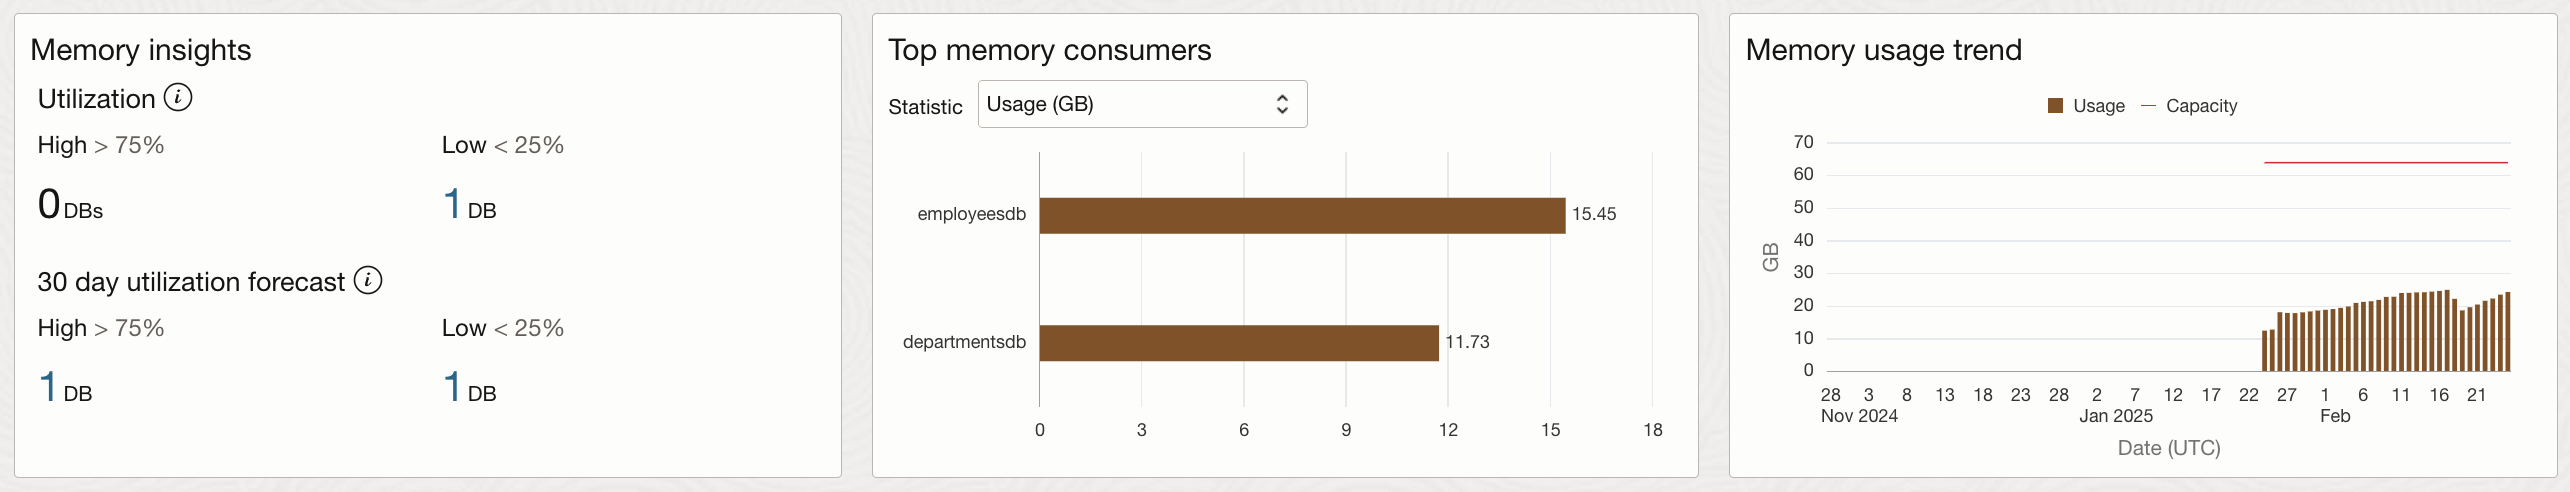 Memory insights
Utilization i
High > 75%
Low < 25%
0 DBs
1 DB
30 day utilization forecast i
High > 75%
Low < 25%
1 DB
1 DB
Top memory consumers
Statistic Usage (GB)
employeesdb 15.45
departmentsdb 11.73
0 3 6 9 12 15 18
Memory usage trend
Usage Capacity
70
60
50
40
30
20
10
0
GB
28 3 8 13 18 23 28 2 7 12 17 22 27 1 6 11 16 21
Nov 2024 Jan 2025 Feb
Date (UTC)